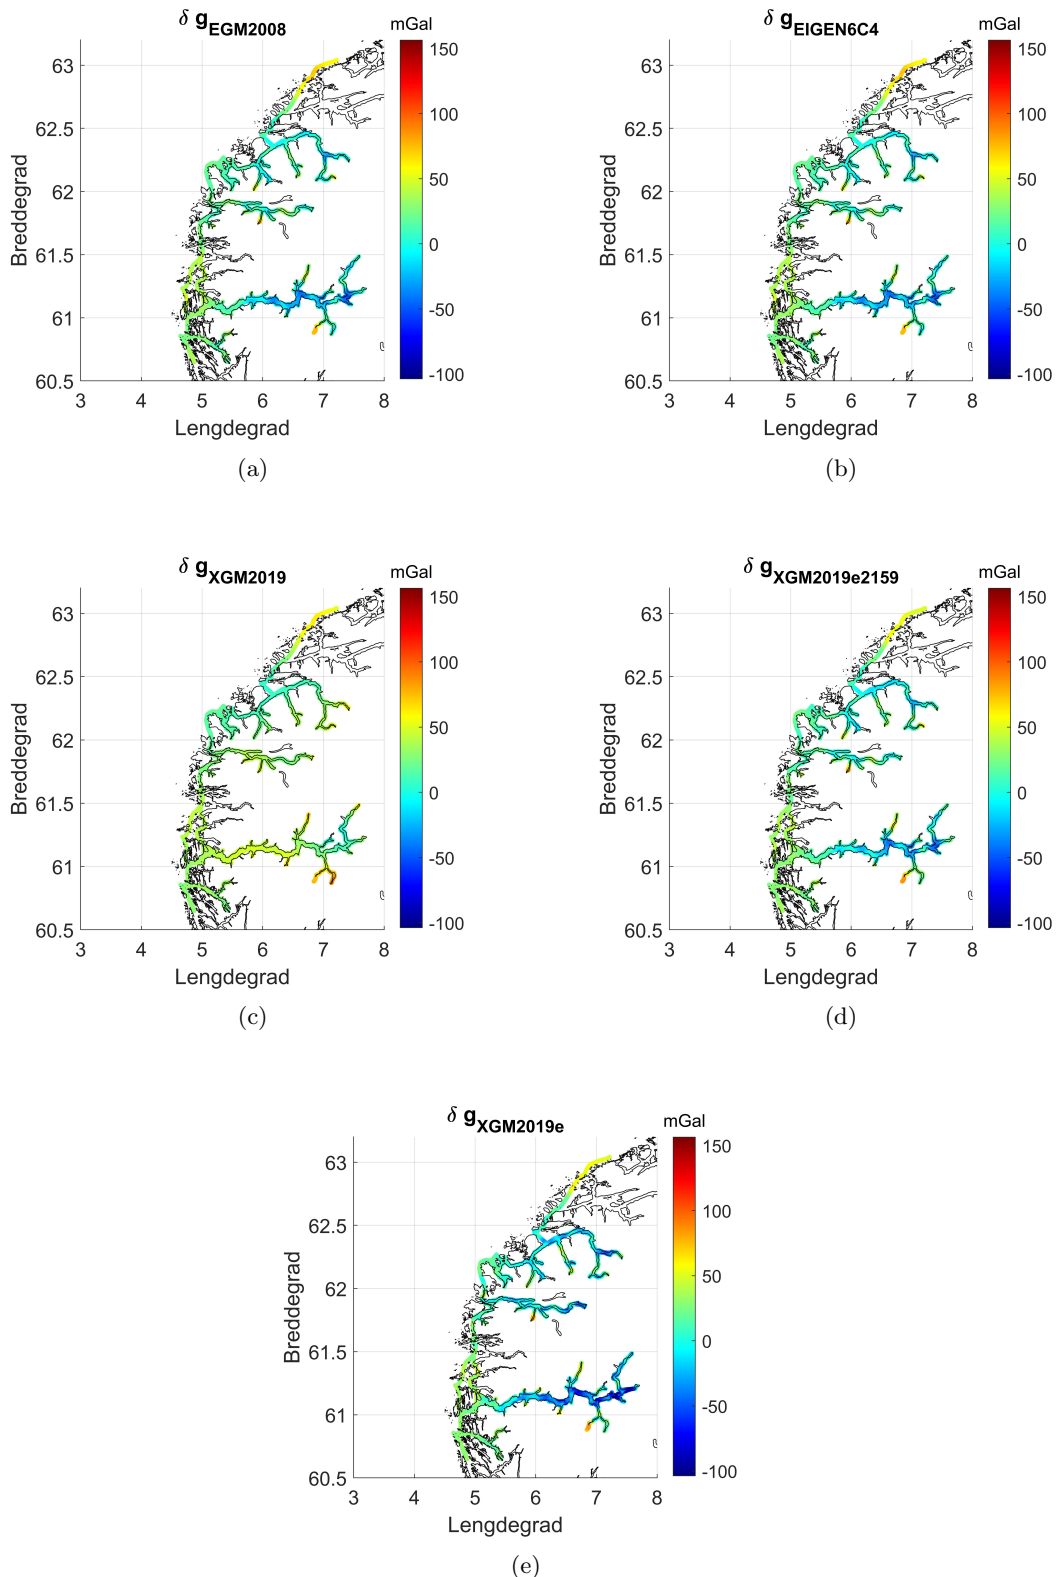 δ g_EGM2008
mGal
150
100
50
0
-50
-100
63
62.5
62
61.5
61
60.5
3 4 5 6 7 8
Breddegrad
Lengdegrad
(a)
δ g_EIGEN6C4
mGal
150
100
50
0
-50
-100
63
62.5
62
61.5
61
60.5
3 4 5 6 7 8
Breddegrad
Lengdegrad
(b)
δ g_XGM2019
mGal
150
100
50
0
-50
-100
63
62.5
62
61.5
61
60.5
3 4 5 6 7 8
Breddegrad
Lengdegrad
(c)
δ g_XGM2019e2159
mGal
150
100
50
0
-50
-100
63
62.5
62
61.5
61
60.5
3 4 5 6 7 8
Breddegrad
Lengdegrad
(d)
δ g_XGM2019e
mGal
150
100
50
0
-50
-100
63
62.5
62
61.5
61
60.5
3 4 5 6 7 8
Breddegrad
Lengdegrad
(e)